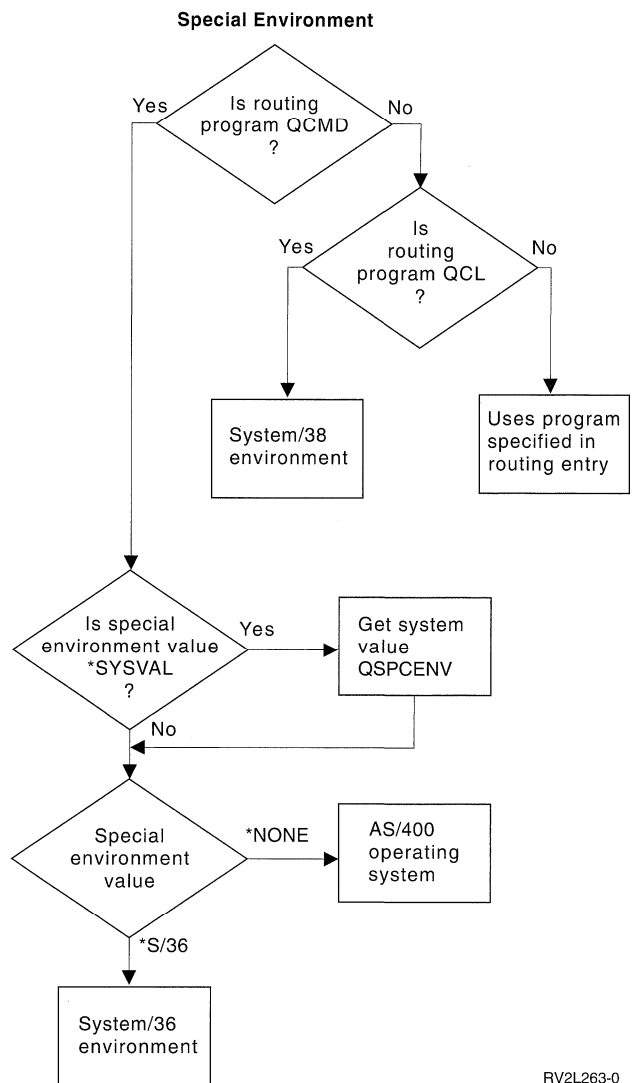 Special Environment
Yes
Is routing
program QCMD
?
No
Yes
Is
routing
program QCL
?
No
System/38
environment
Uses program
specified in
routing entry
Is special
environment value
*SYSVAL
?
Yes
Get system
value
QSPCENV
No
Special
environment
value
*NONE
AS/400
operating
system
*S/36
System/36
environment
RV2L263-0